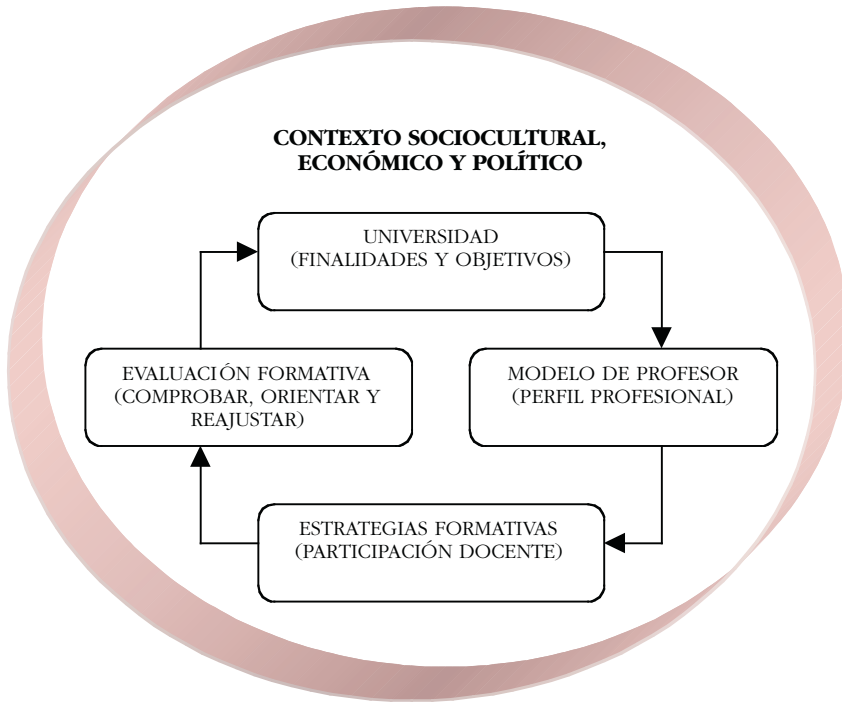 CONTEXTO SOCIOCULTURAL,
ECONÓMICO Y POLÍTICO
UNIVERSIDAD
(FINALIDADES Y OBJETIVOS)
EVALUACIÓN FORMATIVA
(COMPROBAR, ORIENTAR Y
REAJUSTAR)
MODELO DE PROFESOR
(PERFIL PROFESIONAL)
ESTRATEGIAS FORMATIVAS
(PARTICIPACIÓN DOCENTE)